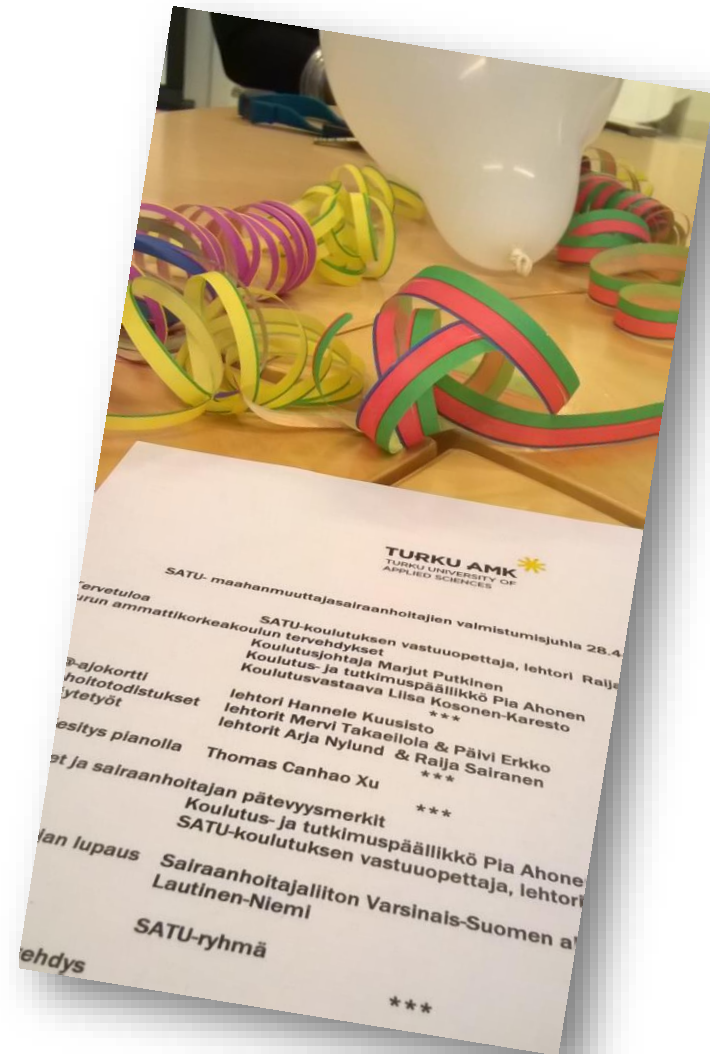 TURKU AMK
TURKU UNIVERSITY OF
APPLIED SCIENCES
SATU- maahanmuuttajasairaanhoitajien valmistumisjuhla 28.4
Tervetuloa
SATU-koulutuksen vastuuopettaja, lehtori Raija
urun ammattikorkeakoulun tervehdykset
Koulutusjohtaja Marjut Putkinen
Koulutus- ja tutkimuspäällikkö Pia Ahonen
Koulutusvastaava Liisa Kosonen-Karesto
***
-ajokortti lehtori Hannele Kuusisto
hoitotodistukset lehtorit Mervi Takaeilola & Päivi Erkko
ytetyöt lehtorit Arja Nylund & Raija Sairanen
***
esitys pianolla Thomas Canhao Xu
***
et ja sairaanhoitajan pätevyysmerkit
Koulutus- ja tutkimuspäällikkö Pia Ahone
SATU-koulutuksen vastuuopettaja, lehtori
jan lupaus Sairaanhoitajaliiton Varsinais-Suomen al
Lautinen-Niemi
SATU-ryhmä
ehdys
***